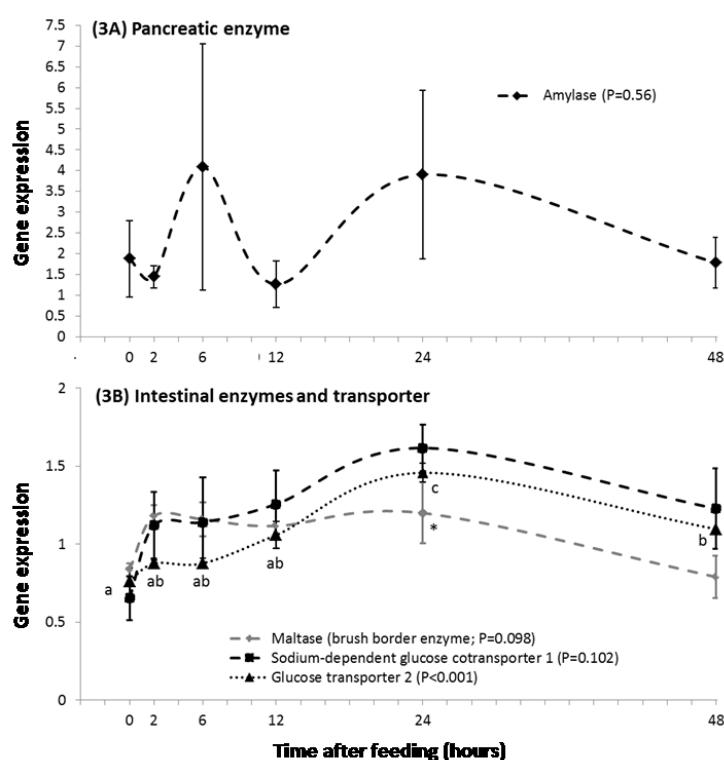 (3A) Pancreatic enzyme
7.5
7
6.5
6
5.5
5
4.5
4
3.5
3
2.5
2
1.5
1
0.5
0
Gene expression
Amylase (P=0.56)
0 2 6 12 24 48
(3B) Intestinal enzymes and transporter
2
1.5
1
0.5
0
Gene expression
a ab ab ab c * b
Maltase (brush border enzyme; P=0.098)
Sodium-dependent glucose cotransporter 1 (P=0.102)
Glucose transporter 2 (P<0.001)
0 2 6 12 24 48
Time after feeding (hours)